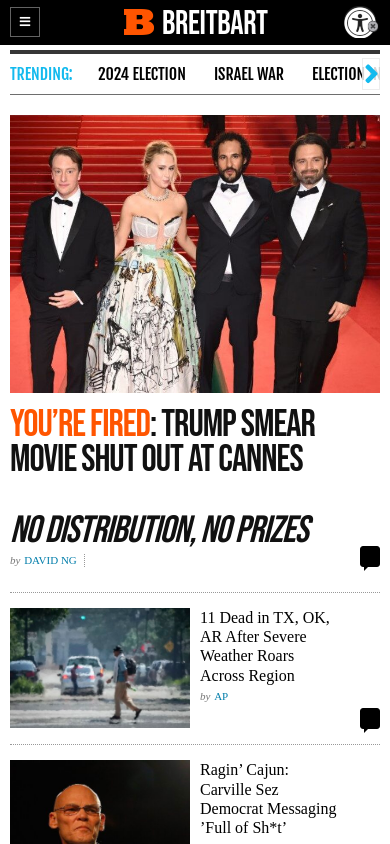 BREITBART
TRENDING:
2024 ELECTION
ISRAEL WAR
ELECTION
YOU’RE FIRED: TRUMP SMEAR
MOVIE SHUT OUT AT CANNES
NO DISTRIBUTION, NO PRIZES
by DAVID NG
11 Dead in TX, OK,
AR After Severe
Weather Roars
Across Region
by AP
Ragin’ Cajun:
Carville Sez
Democrat Messaging
’Full of Sh*t’